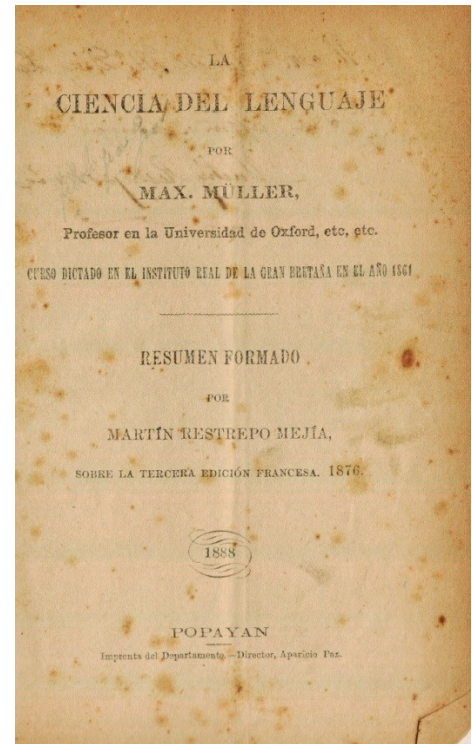 LA
CIENCIA DEL LENGUAJE
POR
MAX. MÜLLER,
Profesor en la Universidad de Oxford, etc, etc.
CURSO DICTADO EN EL INSTITUTO REAL DE LA GRAN BRETAÑA EN EL AÑO 1861
RESUMEN FORMADO
POR
MARTÍN RESTREPO MEJÍA,
SOBRE LA TERCERA EDICIÓN FRANCESA. 1876.
1888
POPAYAN
Imprenta del Departamento.—Director, Aparicio Paz.